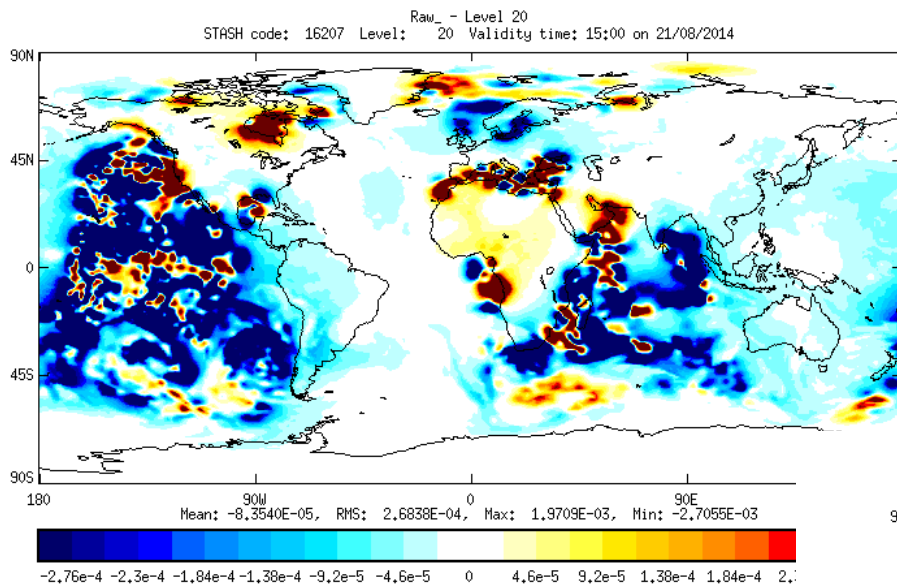 Raw_ - Level 20
STASH code: 16207 Level: 20 Validity time: 15:00 on 21/08/2014
90N
45N
0
45S
90S
180 90W 0 90E
Mean: -8.3540E-05, RMS: 2.6838E-04, Max: 1.9709E-03, Min: -2.7055E-03
9
-2.76e-4 -2.3e-4 -1.84e-4 -1.38e-4 -9.2e-5 -4.6e-5 0 4.6e-5 9.2e-5 1.38e-4 1.84e-4 2.